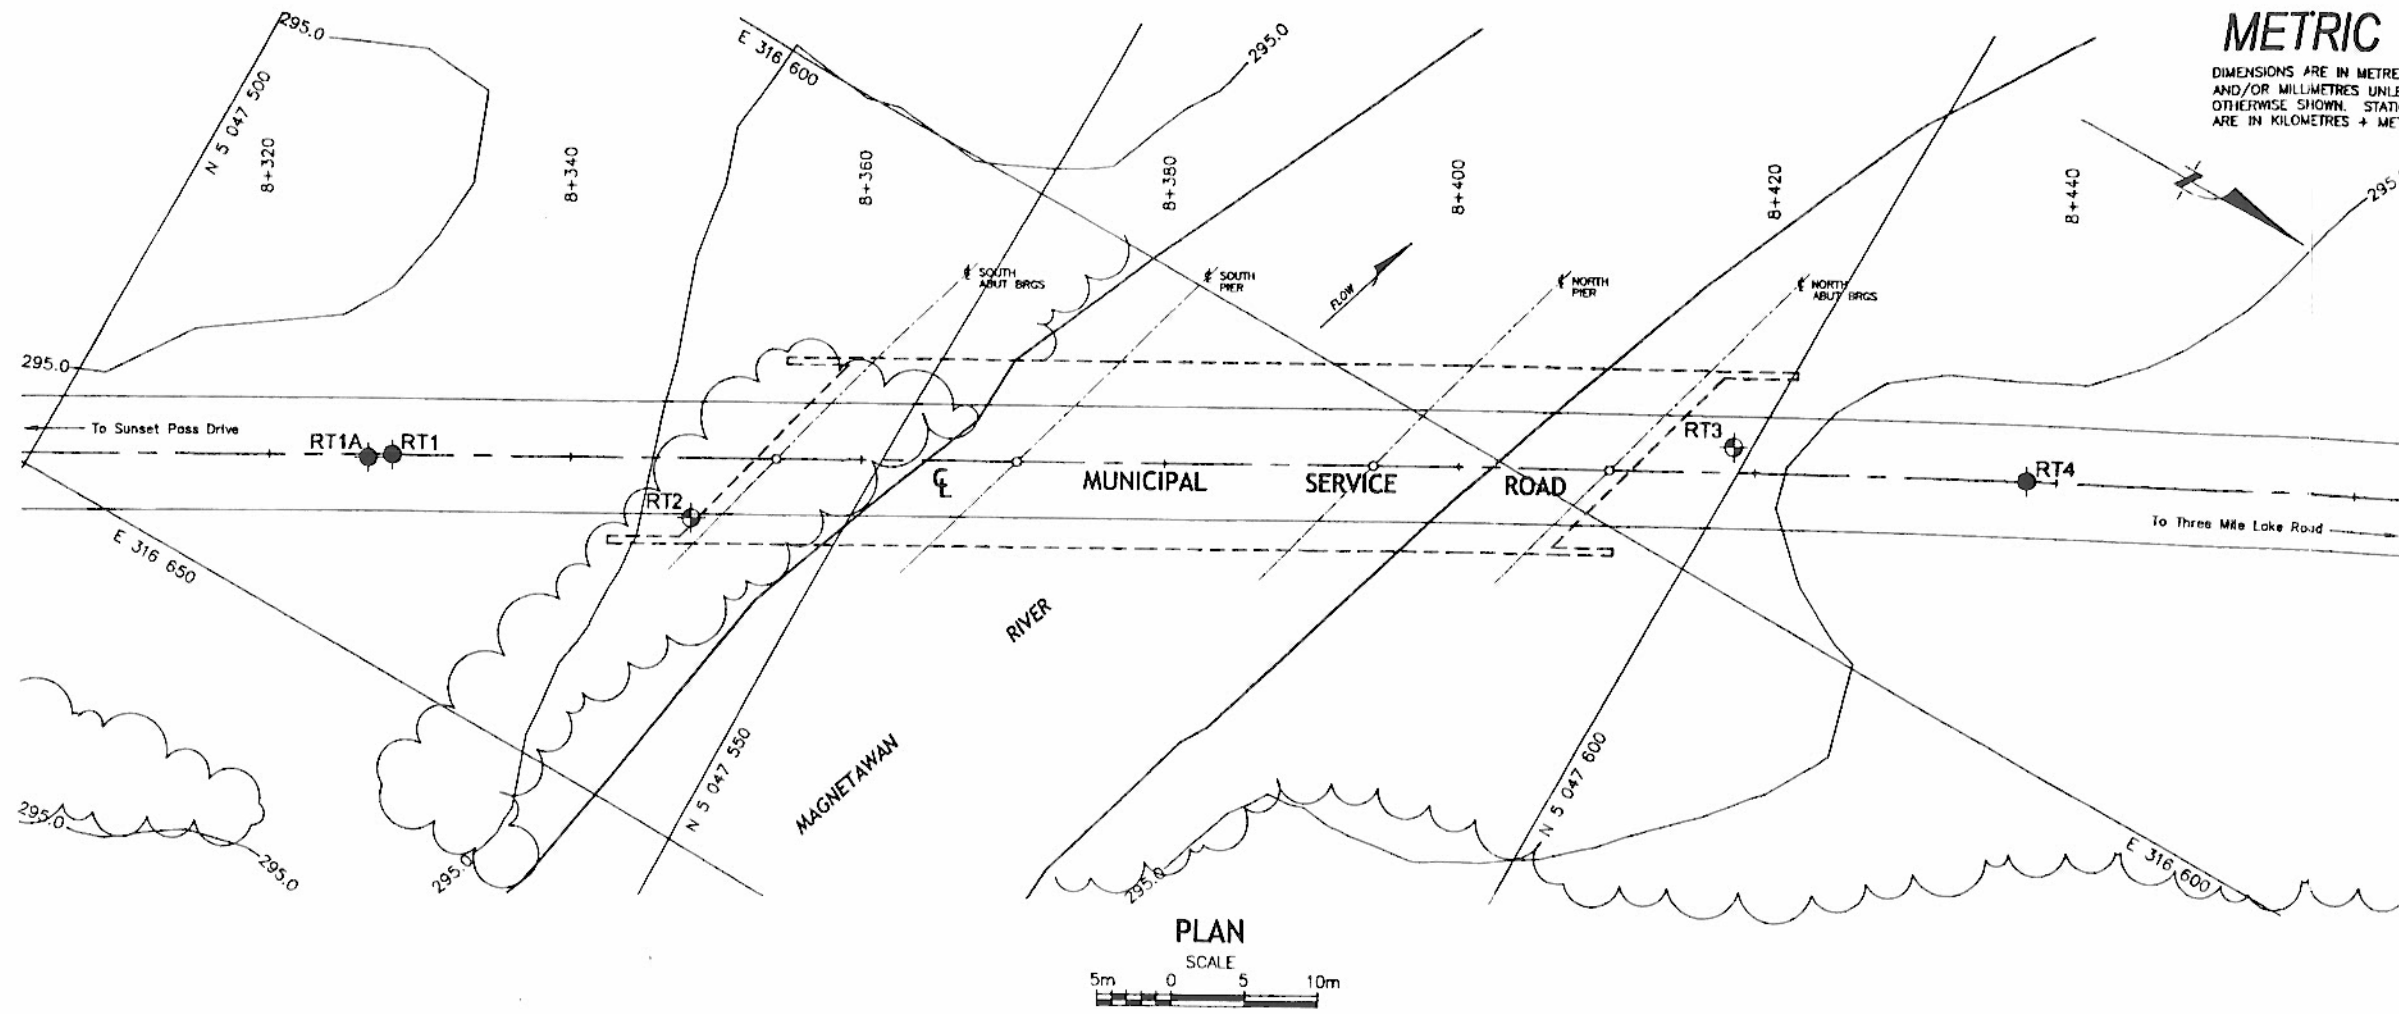 METRIC
DIMENSIONS ARE IN METRE
AND/OR MILLIMETRES UNLE
OTHERWISE SHOWN. STATI
ARE IN KILOMETRES + MET
295.0
E 316 600
295.0
N 5 047 500
8+320
8+340
8+360
8+380
8+400
8+420
8+440
295.
℄ SOUTH
ABUT BRGS
℄ SOUTH
PIER
FLOW
℄ NORTH
PIER
℄ NORTH
ABUT BRGS
295.0
To Sunset Pass Drive
RT1A
RT1
RT2
℄ MUNICIPAL SERVICE ROAD
RT3
RT4
To Three Mile Lake Road
E 316 650
RIVER
MAGNETAWAN
N 5 047 550
N 5 047 600
295.0
295.0
295.0
295.0
E 316 600
PLAN
SCALE
5m 0 5 10m